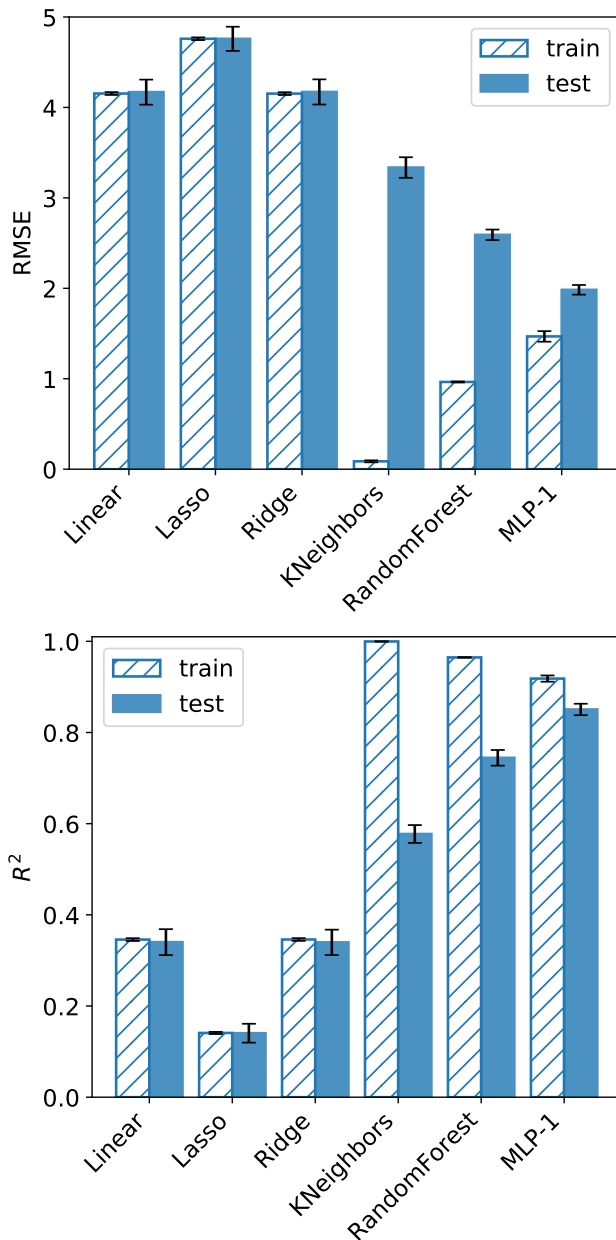 5
4
3
2
1
0
RMSE
train
test
Linear
Lasso
Ridge
KNeighbors
RandomForest
MLP-1
1.0
0.8
0.6
0.4
0.2
0.0
R²
train
test
Linear
Lasso
Ridge
KNeighbors
RandomForest
MLP-1